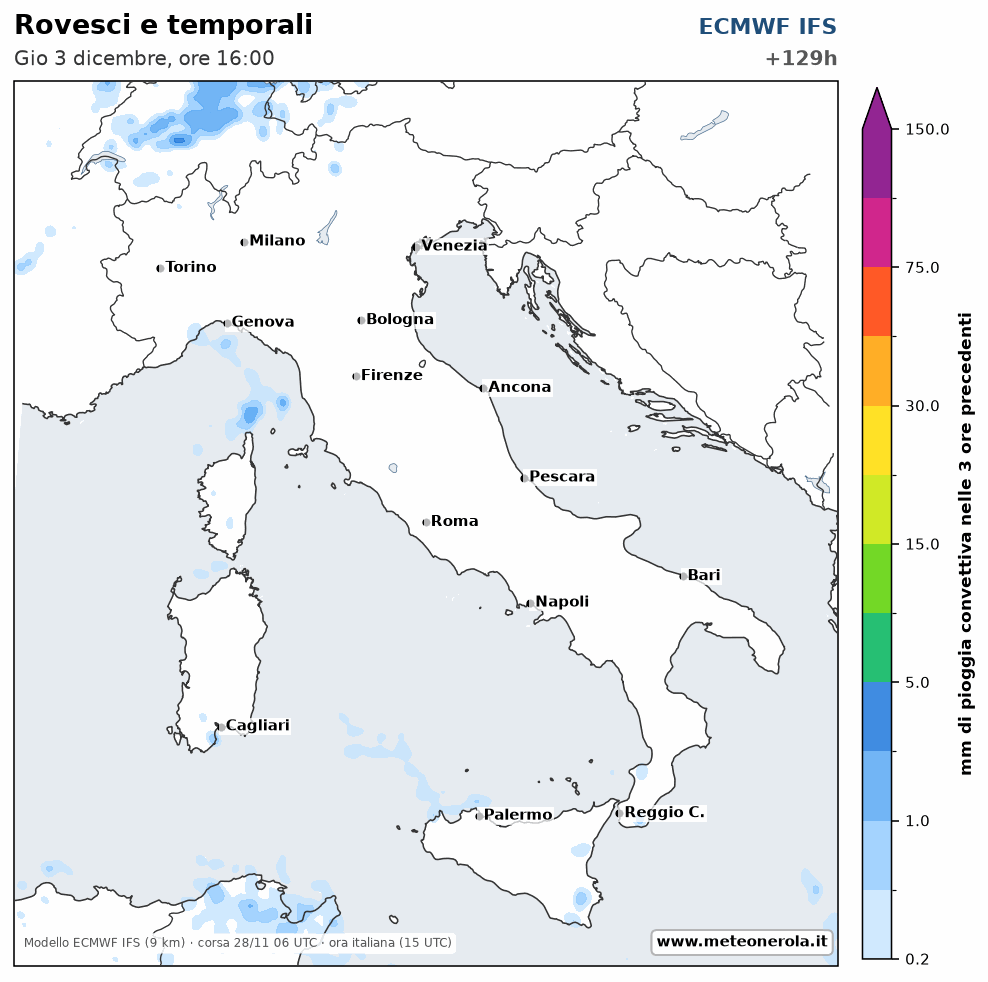 Rovesci e temporali
ECMWF IFS
Gio 3 dicembre, ore 16:00
+129h
150.0
75.0
30.0
15.0
5.0
1.0
0.2
mm di pioggia convettiva nelle 3 ore precedenti
Milano
Venezia
Torino
Genova
Bologna
Firenze
Ancona
Pescara
Roma
Bari
Napoli
Cagliari
Palermo
Reggio C.
Modello ECMWF IFS (9 km) · corsa 28/11 06 UTC · ora italiana (15 UTC)
www.meteonerola.it